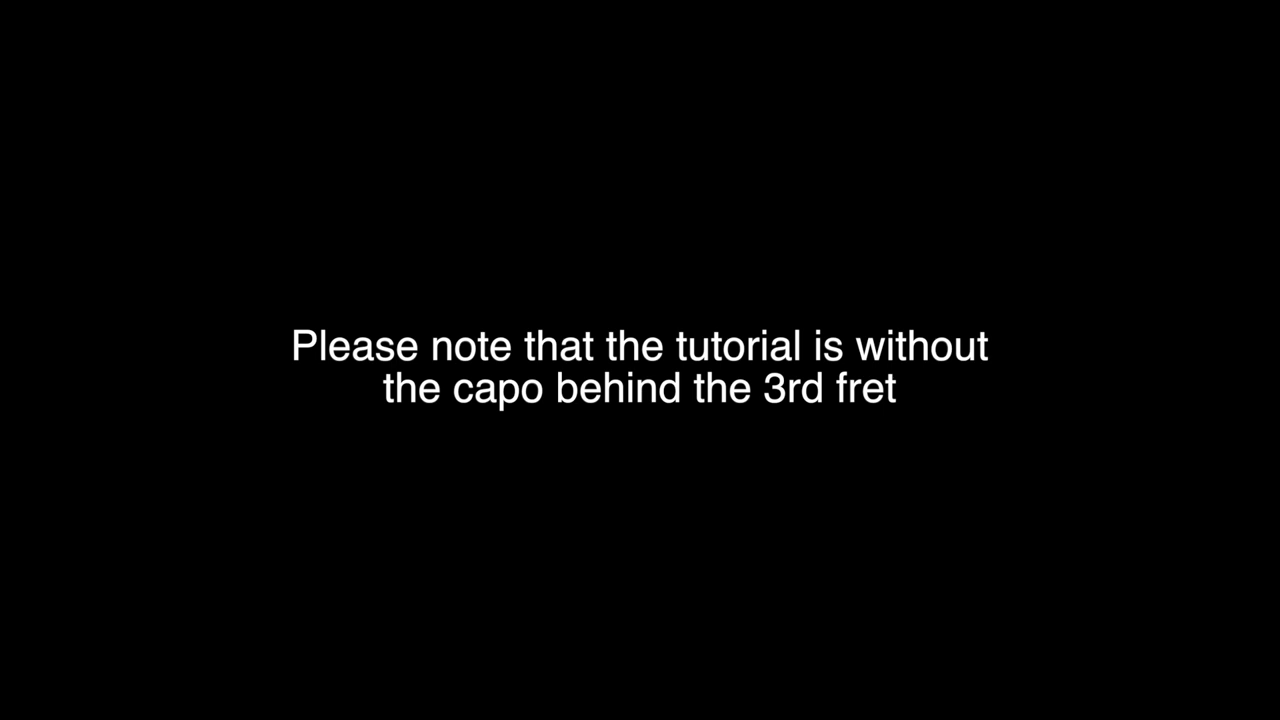 Please note that the tutorial is without
the capo behind the 3rd fret